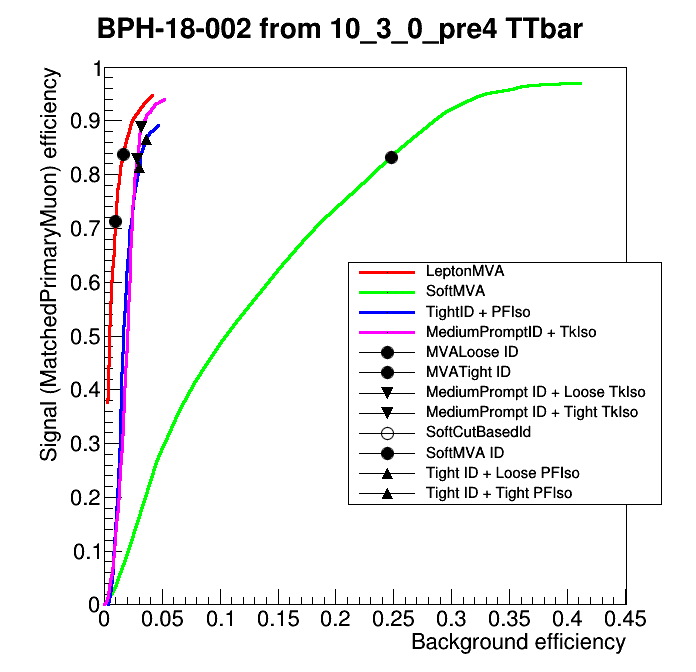 BPH-18-002 from 10_3_0_pre4 TTbar
Signal (MatchedPrimaryMuon) efficiency
1
0.9
0.8
0.7
0.6
0.5
0.4
0.3
0.2
0.1
0
LeptonMVA
SoftMVA
TightID + PFIso
MediumPromptID + TkIso
MVALoose ID
MVATight ID
MediumPrompt ID + Loose TkIso
MediumPrompt ID + Tight TkIso
SoftCutBasedId
SoftMVA ID
Tight ID + Loose PFIso
Tight ID + Tight PFIso
0 0.05 0.1 0.15 0.2 0.25 0.3 0.35 0.4 0.45
Background efficiency